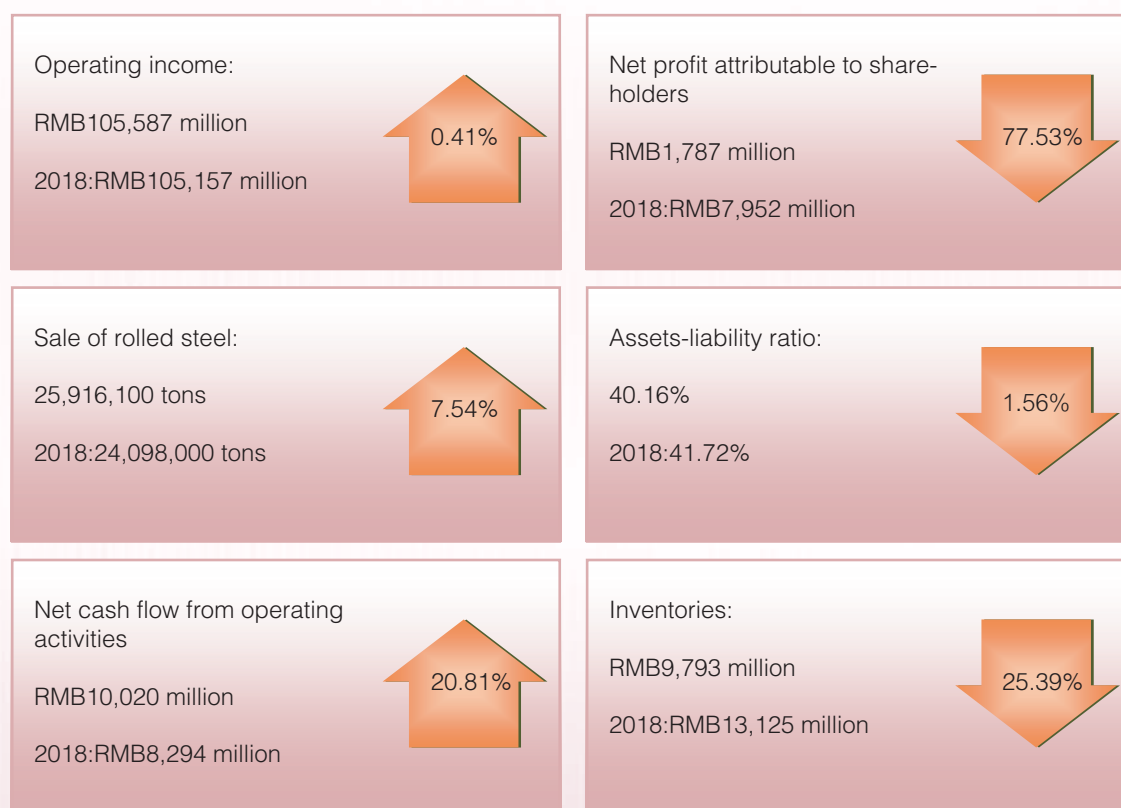 Operating income:
RMB105,587 million
2018:RMB105,157 million
0.41%
Net profit attributable to share-
holders
RMB1,787 million
2018:RMB7,952 million
77.53%
Sale of rolled steel:
25,916,100 tons
2018:24,098,000 tons
7.54%
Assets-liability ratio:
40.16%
2018:41.72%
1.56%
Net cash flow from operating
activities
RMB10,020 million
2018:RMB8,294 million
20.81%
Inventories:
RMB9,793 million
2018:RMB13,125 million
25.39%